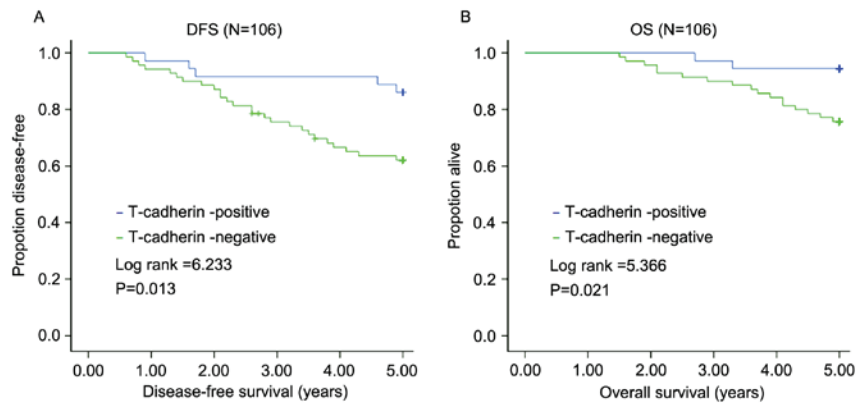 A
DFS (N=106)
1.0
0.8
0.6
0.4
0.2
0.0
Propotion disease-free
- T-cadherin -positive
- T-cadherin -negative
Log rank =6.233
P=0.013
0.00 1.00 2.00 3.00 4.00 5.00
Disease-free survival (years)
B
OS (N=106)
1.0
0.8
0.6
0.4
0.2
0.0
Propotion alive
- T-cadherin -positive
- T-cadherin -negative
Log rank =5.366
P=0.021
0.00 1.00 2.00 3.00 4.00 5.00
Overall survival (years)